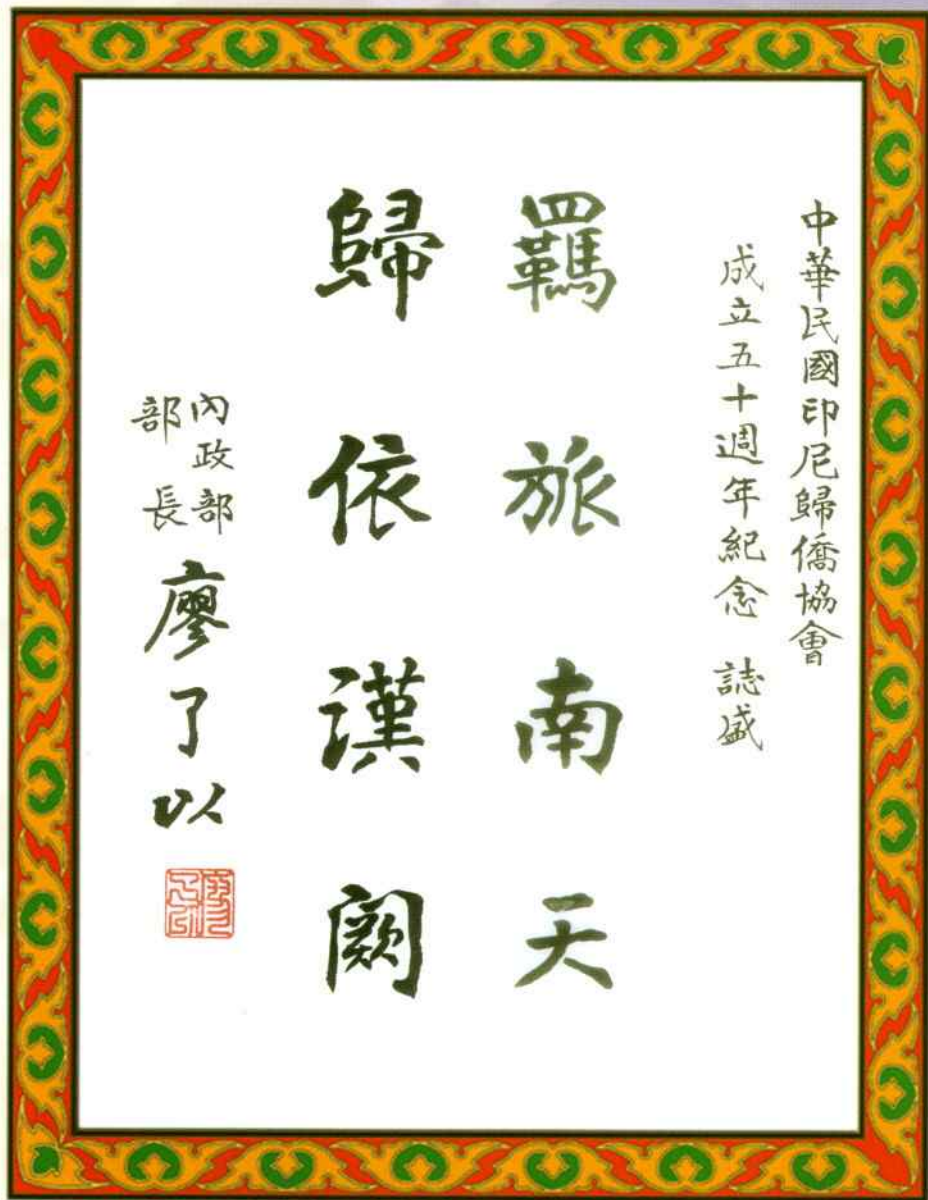 中華民國印尼歸僑協會
成立五十週年紀念 誌盛
羈旅南天
歸依漢闕
內政部
部長
廖了以